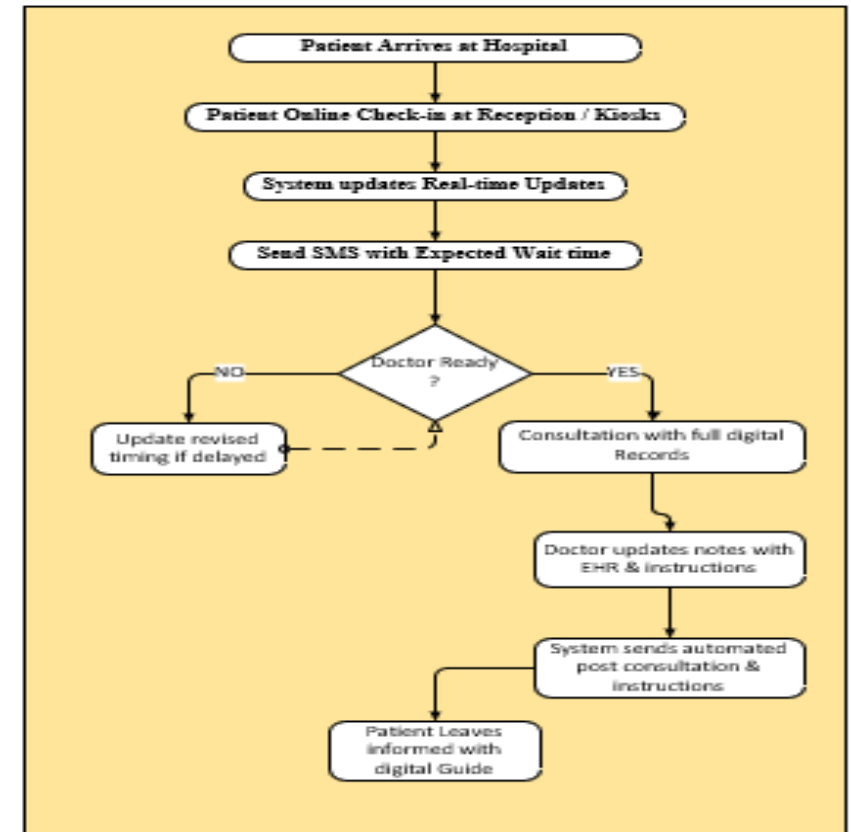 Patient Arrives at Hospital
Patient Online Check-in at Reception / Kiosks
System updates Real-time Updates
Send SMS with Expected Wait time
Doctor Ready
?
NO
YES
Update revised
timing if delayed
Consultation with full digital
Records
Doctor updates notes with
EHR & instructions
System sends automated
post consultation &
instructions
Patient Leaves
informed with
digital Guide